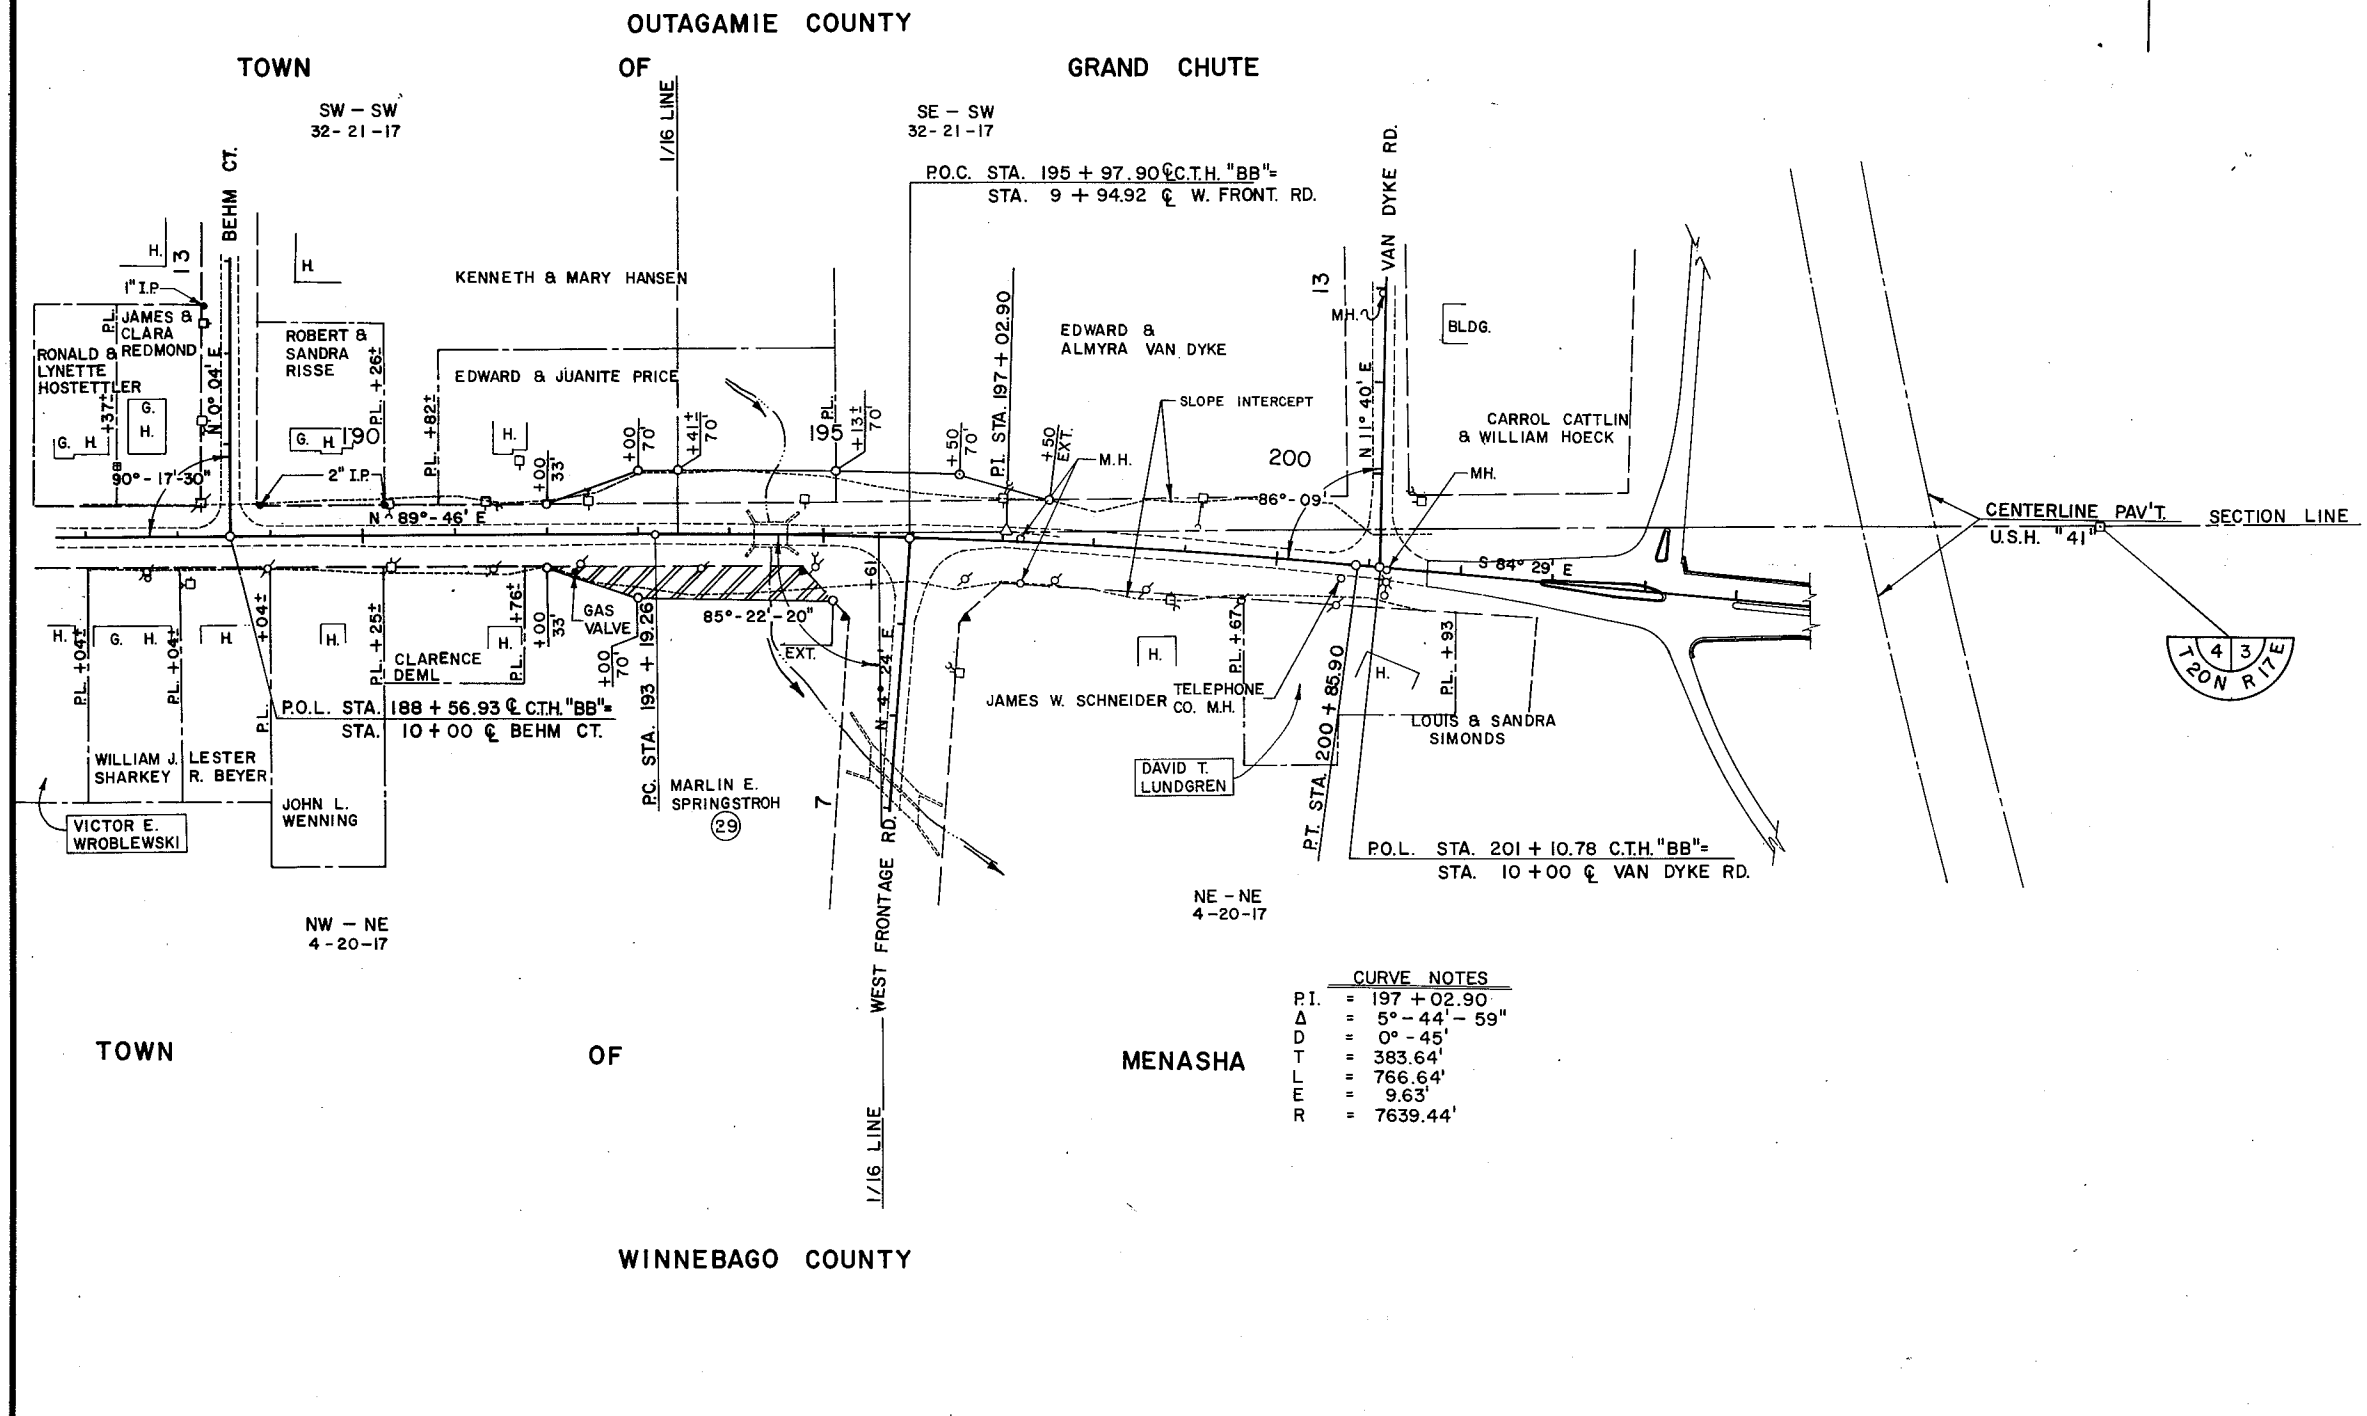 OUTAGAMIE COUNTY
TOWN OF GRAND CHUTE
SW - SW
32-21-17
SE - SW
32-21-17
1/16 LINE
BEHM CT.
VAN DYKE RD.
P.O.C. STA. 195 + 97.90 ℄ C.T.H. "BB"=
STA. 9 + 94.92 ℄ W. FRONT. RD.
H.
13
H.
1" I.P.
KENNETH & MARY HANSEN
P.L.
+37±
JAMES &
CLARA
REDMOND
RONALD &
LYNETTE
HOSTETTLER
G. H.
G.
H.
N 0° 04' E
ROBERT &
SANDRA
RISSE
P.L. +26±
G. H.
190
P.L. +82±
EDWARD & JUANITE PRICE
H.
+00
33'
+00
70'
+41±
70'
P.L.
195
+13±
70'
+50
70'
P.I. STA. 197 + 02.90
+50
EXT.
EDWARD &
ALMYRA VAN DYKE
SLOPE INTERCEPT
M.H.
200
13
MH.
N 11° 40' E
BLDG.
CARROL CATTLIN
& WILLIAM HOECK
MH.
90°-17'-30"
2" I.P.
N 89°-46' E
86°-09'
S 84° 29' E
CENTERLINE PAV'T.
U.S.H. "41"
SECTION LINE
4 3
T20N R17E
H.
P.L. +04±
G. H.
P.L. +04±
H.
P.L. +04±
H.
P.L. +25±
CLARENCE
DEML
H.
P.L. +76±
+00
33'
GAS
VALVE
+00
70'
P.C. STA. 193 + 19.26
85°-22'-20"
EXT.
+61
N 4° 24' E
JAMES W. SCHNEIDER
H.
TELEPHONE
CO. M.H.
P.L. +67
P.T. STA. 200 + 85.90
H.
P.L. +93
LOUIS & SANDRA
SIMONDS
DAVID T.
LUNDGREN
P.O.L. STA. 188 + 56.93 ℄ C.T.H. "BB"=
STA. 10 + 00 ℄ BEHM CT.
WILLIAM J.
SHARKEY
LESTER
R. BEYER
JOHN L.
WENNING
VICTOR E.
WROBLEWSKI
MARLIN E.
SPRINGSTROH
29
7
WEST FRONTAGE RD.
P.O.L. STA. 201 + 10.78 C.T.H. "BB"=
STA. 10 + 00 ℄ VAN DYKE RD.
NW - NE
4-20-17
NE - NE
4-20-17
CURVE NOTES
P.I. = 197 + 02.90
Δ = 5°-44'-59"
D = 0°-45'
T = 383.64'
L = 766.64'
E = 9.63'
R = 7639.44'
TOWN OF MENASHA
1/16 LINE
WINNEBAGO COUNTY